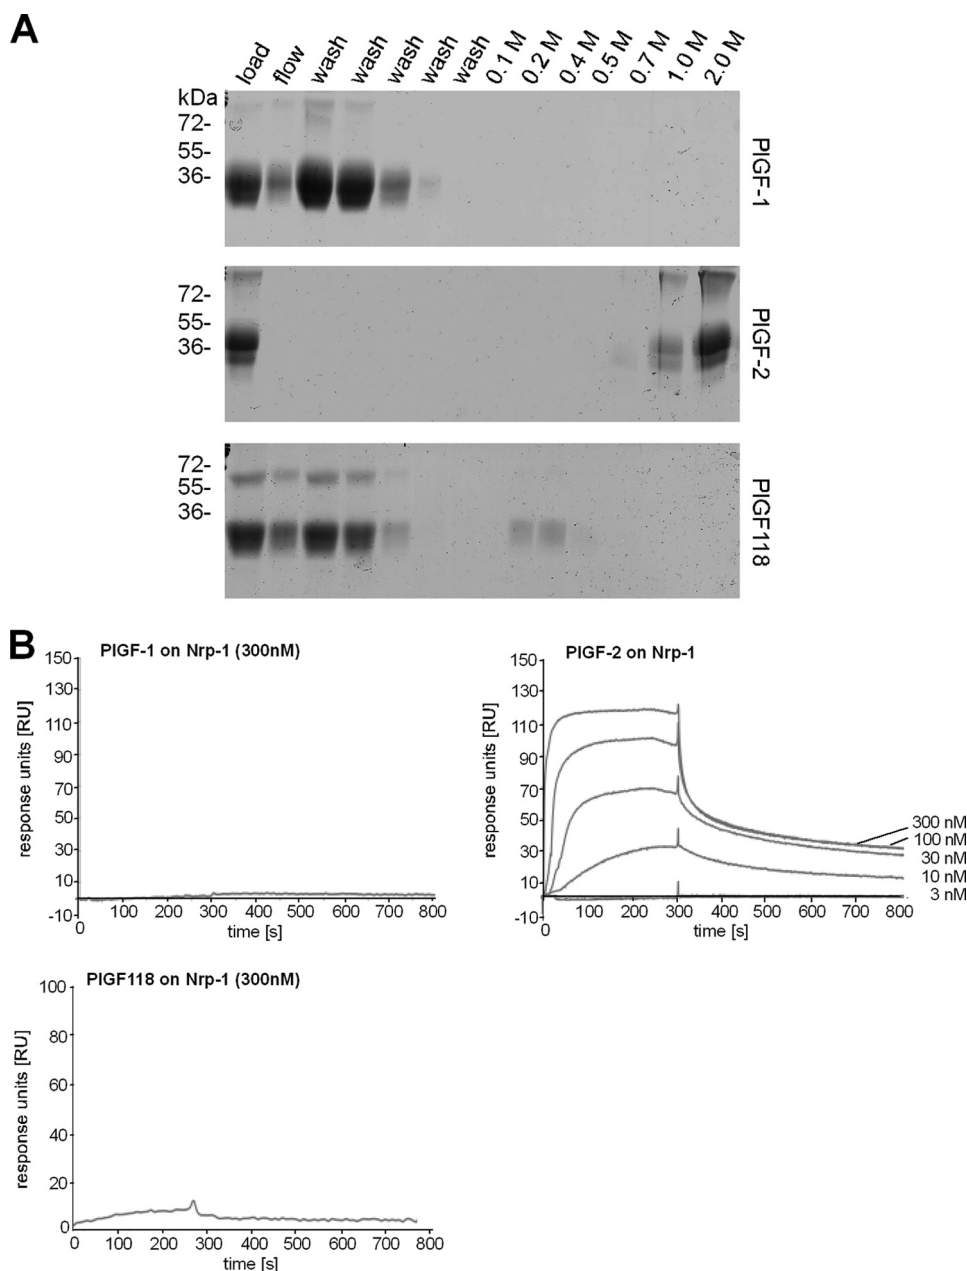 A
load flow wash wash wash wash wash 0.1 M 0.2 M 0.4 M 0.5 M 0.7 M 1.0 M 2.0 M
kDa
72-
55-
36-
PlGF-1
72-
55-
36-
PlGF-2
72-
55-
36-
PlGF118
B
PlGF-1 on Nrp-1 (300nM)
response units [RU]
150
130
110
90
70
50
30
10
-10
0 100 200 300 400 500 600 700 800
time [s]
PlGF-2 on Nrp-1
response units [RU]
150
130
110
90
70
50
30
10
-10
300 nM
100 nM
30 nM
10 nM
3 nM
0 100 200 300 400 500 600 700 800
time [s]
PlGF118 on Nrp-1 (300nM)
response units [RU]
100
80
60
40
20
0
0 100 200 300 400 500 600 700 800
time [s]